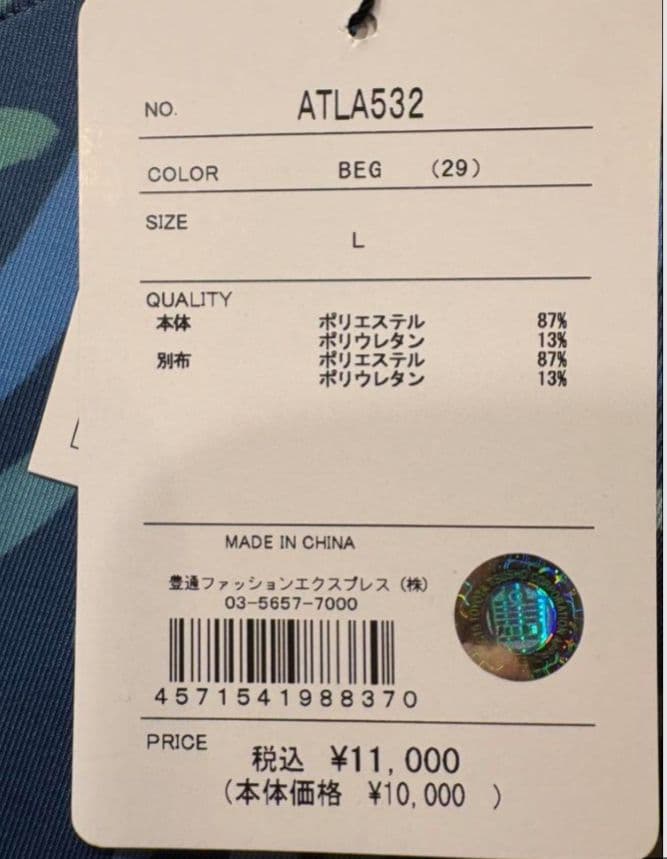 NO. ATLA532
COLOR BEG （29）
SIZE L
QUALITY
本体 ポリエステル 87%
ポリウレタン 13%
別布 ポリエステル 87%
ポリウレタン 13%
MADE IN CHINA
豊通ファッションエクスプレス（株）
03-5657-7000
4571541988370
PRICE 税込 ¥11,000
（本体価格 ¥10,000 ）